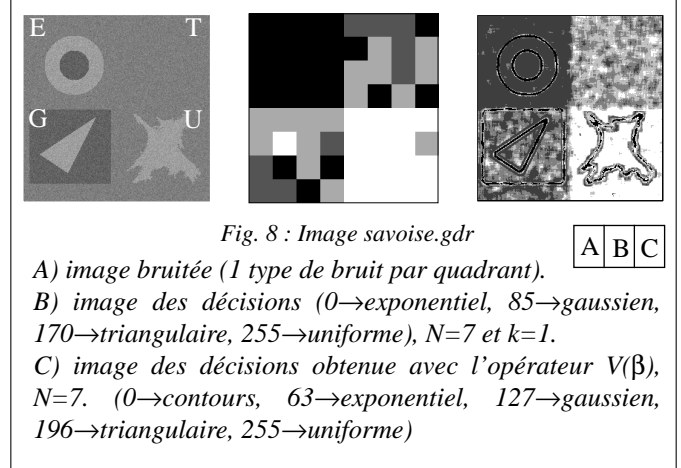 E T
G U
Fig. 8 : Image savoise.gdr
A B C
A) image bruitée (1 type de bruit par quadrant).
B) image des décisions (0→exponentiel, 85→gaussien,
170→triangulaire, 255→uniforme), N=7 et k=1.
C) image des décisions obtenue avec l'opérateur V(β),
N=7. (0→contours, 63→exponentiel, 127→gaussien,
196→triangulaire, 255→uniforme)